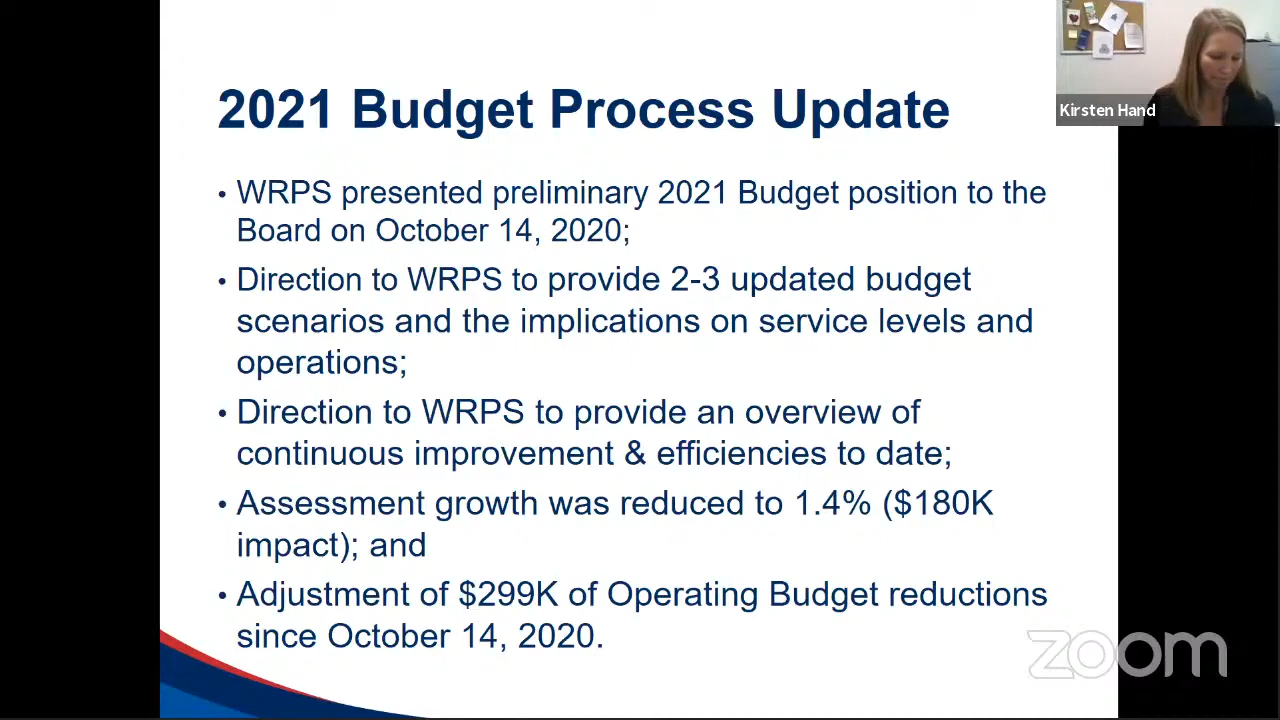 2021 Budget Process Update
Kirsten Hand
• WRPS presented preliminary 2021 Budget position to the
Board on October 14, 2020;
• Direction to WRPS to provide 2-3 updated budget
scenarios and the implications on service levels and
operations;
• Direction to WRPS to provide an overview of
continuous improvement & efficiencies to date;
• Assessment growth was reduced to 1.4% ($180K
impact); and
• Adjustment of $299K of Operating Budget reductions
since October 14, 2020.
zoom